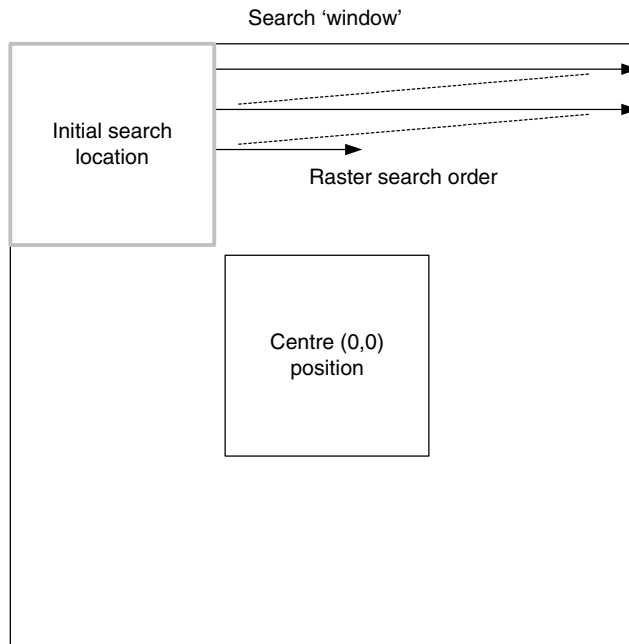 Search ‘window’
Initial search
location
Raster search order
Centre (0,0)
position